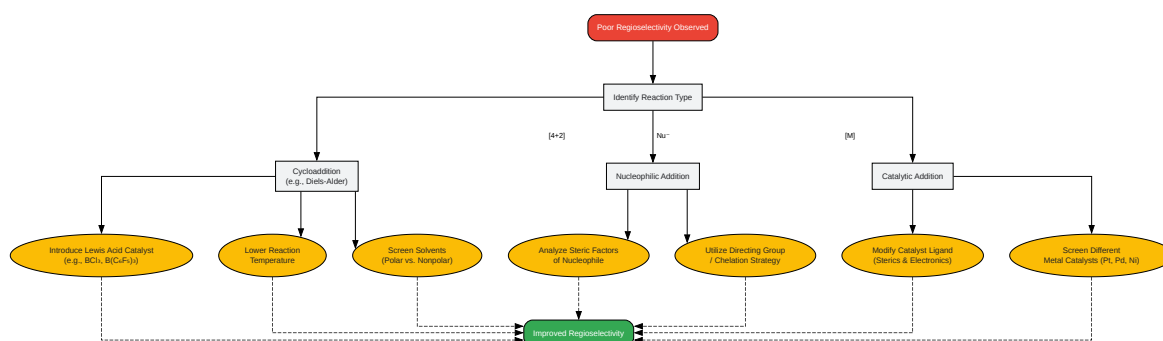 Poor Regioselectivity Observed
Identify Reaction Type
[4+2]
Nu⁻
[M]
Cycloaddition
(e.g., Diels-Alder)
Nucleophilic Addition
Catalytic Addition
Introduce Lewis Acid Catalyst
(e.g., BCl₃, B(C₆F₅)₃)
Lower Reaction
Temperature
Screen Solvents
(Polar vs. Nonpolar)
Analyze Steric Factors
of Nucleophile
Utilize Directing Group
/ Chelation Strategy
Modify Catalyst Ligand
(Sterics & Electronics)
Screen Different
Metal Catalysts (Pt, Pd, Ni)
Improved Regioselectivity